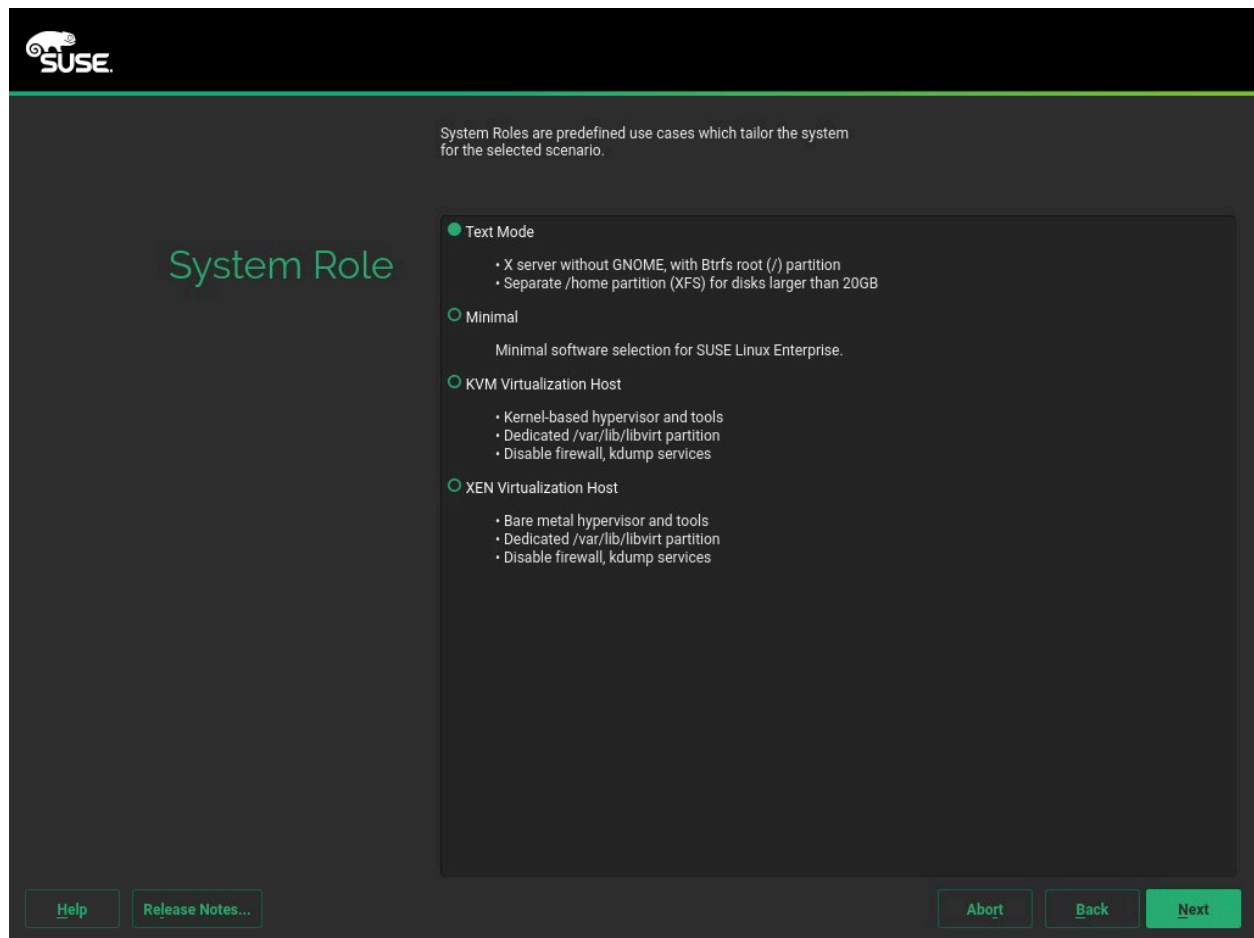 SUSE.
System Roles are predefined use cases which tailor the system
for the selected scenario.
System Role
Text Mode
• X server without GNOME, with Btrfs root (/) partition
• Separate /home partition (XFS) for disks larger than 20GB
Minimal
Minimal software selection for SUSE Linux Enterprise.
KVM Virtualization Host
• Kernel-based hypervisor and tools
• Dedicated /var/lib/libvirt partition
• Disable firewall, kdump services
XEN Virtualization Host
• Bare metal hypervisor and tools
• Dedicated /var/lib/libvirt partition
• Disable firewall, kdump services
Help Release Notes... Abort Back Next